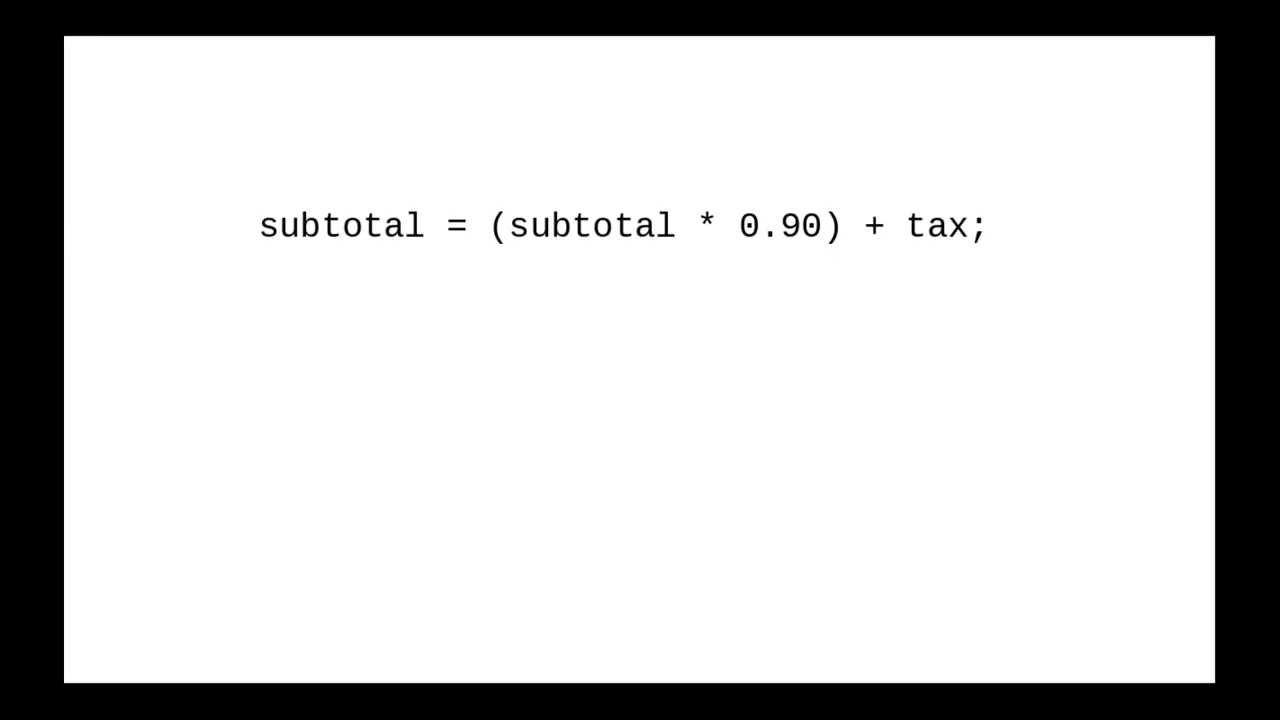 subtotal = (subtotal * 0.90) + tax;